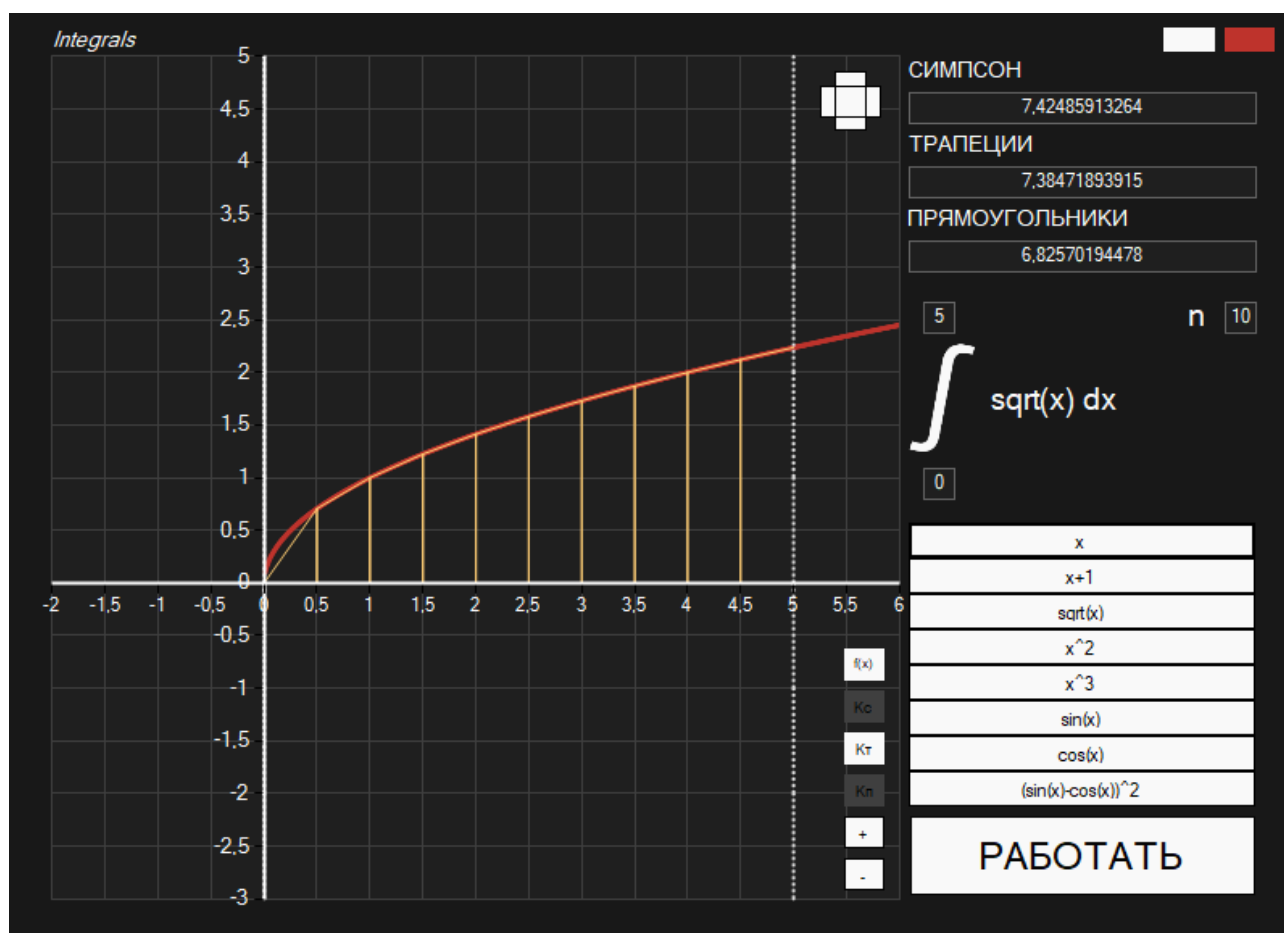 Integrals
5
4,5
4
3,5
3
2,5
2
1,5
1
0,5
0
-2 -1,5 -1 -0,5 0 0,5 1 1,5 2 2,5 3 3,5 4 4,5 5 5,5 6
-0,5
-1
-1,5
-2
-2,5
-3
f(x)
Кс
Кт
Кп
+
-
СИМПСОН
7,42485913264
ТРАПЕЦИИ
7,38471893915
ПРЯМОУГОЛЬНИКИ
6,82570194478
5 n 10
∫ sqrt(x) dx
0
x
x+1
sqrt(x)
x^2
x^3
sin(x)
cos(x)
(sin(x)-cos(x))^2
РАБОТАТЬ